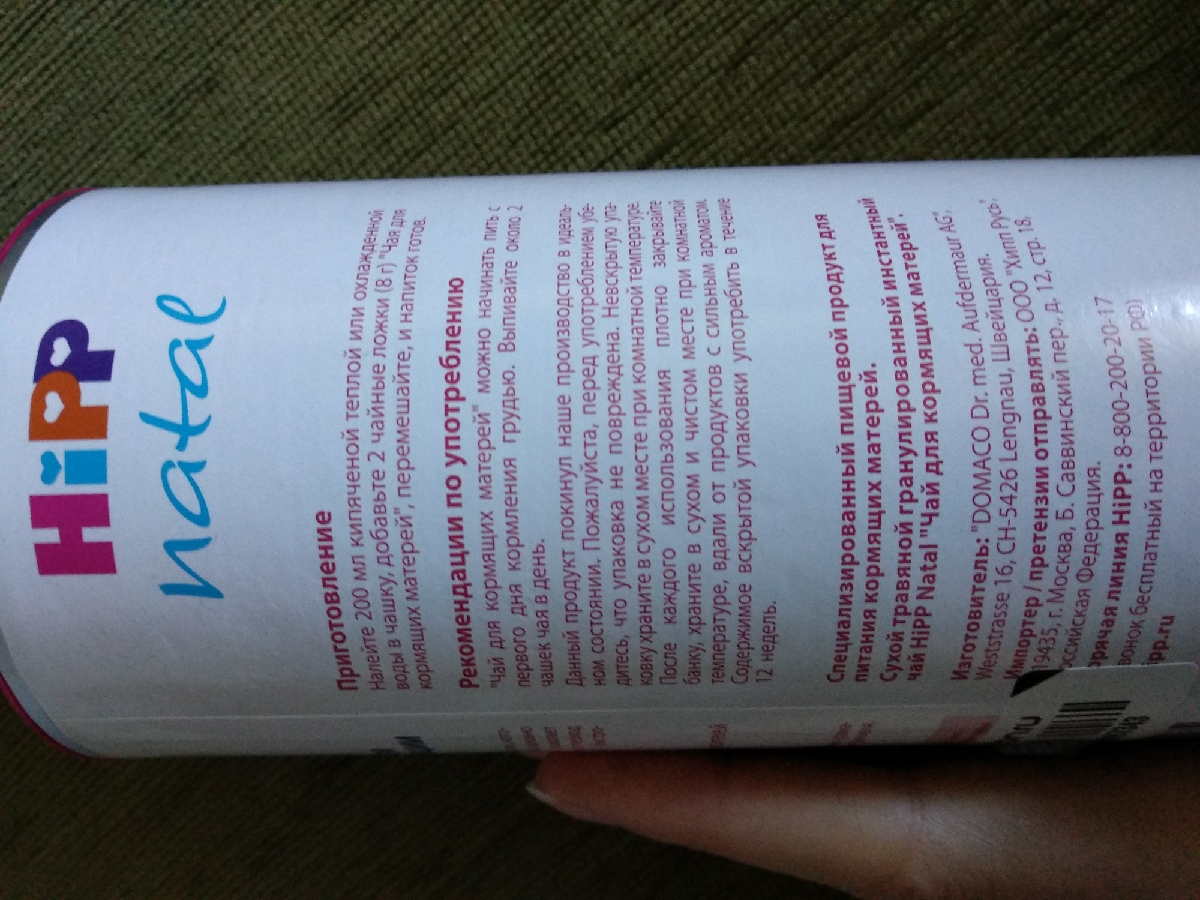 HiPP
natal
Приготовление
Налейте 200 мл кипяченой теплой или охлажденной
воды в чашку, добавьте 2 чайные ложки (8 г) "Чая для
кормящих матерей", перемешайте, и напиток готов.
Рекомендации по употреблению
"Чай для кормящих матерей" можно начинать пить с
первого дня кормления грудью. Выпивайте около 2
чашек чая в день.
Данный продукт покинул наше производство в идеаль-
ном состоянии. Пожалуйста, перед употреблением убе-
дитесь, что упаковка не повреждена. Невскрытую упа-
ковку храните в сухом месте при комнатной температуре.
После каждого использования плотно закрывайте
банку, храните в сухом и чистом месте при комнатной
температуре, вдали от продуктов с сильным ароматом.
Содержимое вскрытой упаковки употребить в течение
12 недель.
Специализированный пищевой продукт для
питания кормящих матерей.
Сухой травяной гранулированный инстантный
чай HiPP Natal "Чай для кормящих матерей".
Изготовитель: "DOMACO Dr. med. Aufdermaur AG",
Weststrasse 16, CH-5426 Lengnau, Швейцария.
Импортер / претензии отправлять: ООО "Хипп Русь",
19435, г. Москва, Б. Саввинский пер., д. 12, стр. 18,
оссийская Федерация.
орячая линия HiPP: 8-800-200-20-17
вонок бесплатный на территории РФ)
ipp.ru